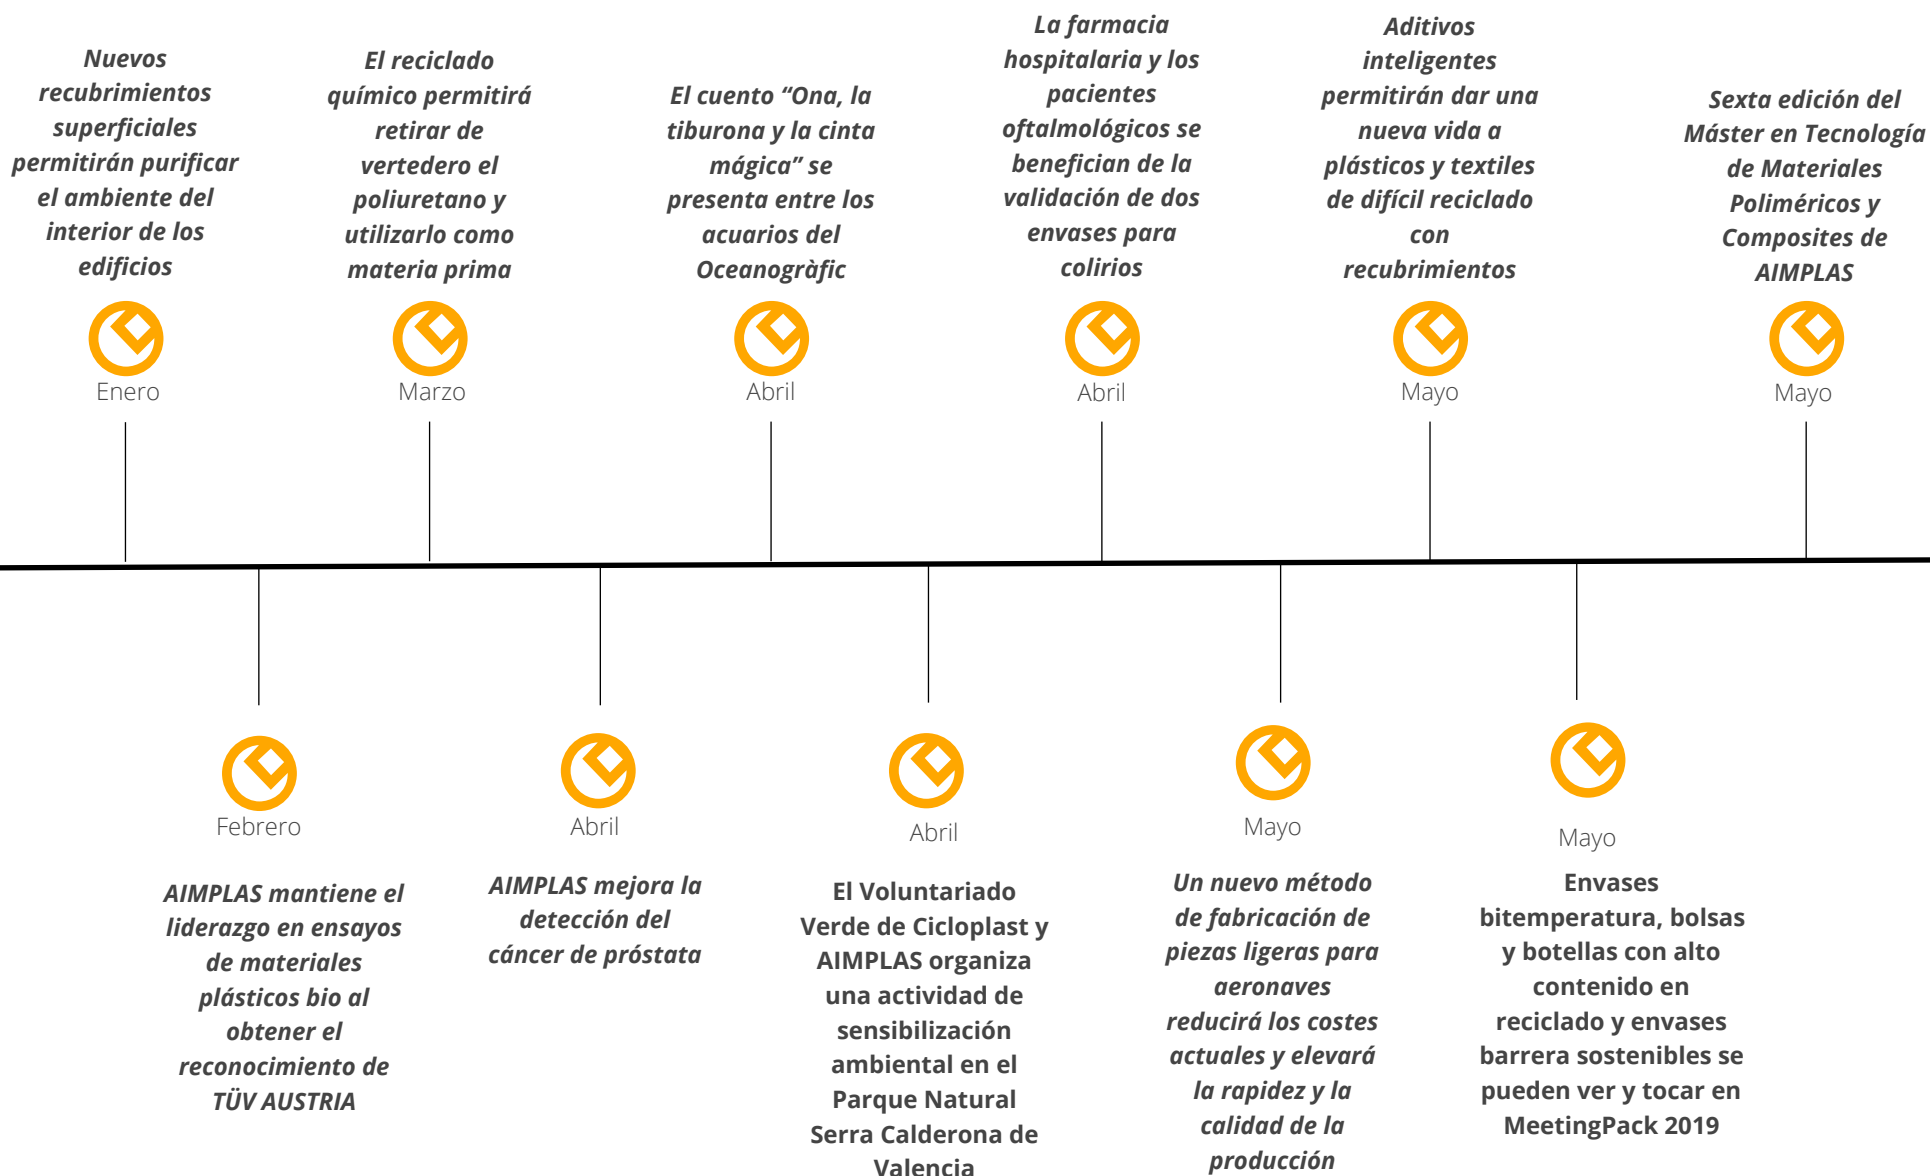 Nuevos
recubrimientos
superficiales
permitirán purificar
el ambiente del
interior de los
edificios
Enero
El reciclado
químico permitirá
retirar de
vertedero el
poliuretano y
utilizarlo como
materia prima
Marzo
El cuento “Ona, la
tiburona y la cinta
mágica” se
presenta entre los
acuarios del
Oceanogràfic
Abril
La farmacia
hospitalaria y los
pacientes
oftalmológicos se
benefician de la
validación de dos
envases para
colirios
Abril
Aditivos
inteligentes
permitirán dar una
nueva vida a
plásticos y textiles
de difícil reciclado
con
recubrimientos
Mayo
Sexta edición del
Máster en Tecnología
de Materiales
Poliméricos y
Composites de
AIMPLAS
Mayo
Febrero
AIMPLAS mantiene el
liderazgo en ensayos
de materiales
plásticos bio al
obtener el
reconocimiento de
TÜV AUSTRIA
Abril
AIMPLAS mejora la
detección del
cáncer de próstata
Abril
El Voluntariado
Verde de Cicloplast y
AIMPLAS organiza
una actividad de
sensibilización
ambiental en el
Parque Natural
Serra Calderona de
Valencia
Mayo
Un nuevo método
de fabricación de
piezas ligeras para
aeronaves
reducirá los costes
actuales y elevará
la rapidez y la
calidad de la
producción
Mayo
Envases
bitemperatura, bolsas
y botellas con alto
contenido en
reciclado y envases
barrera sostenibles se
pueden ver y tocar en
MeetingPack 2019